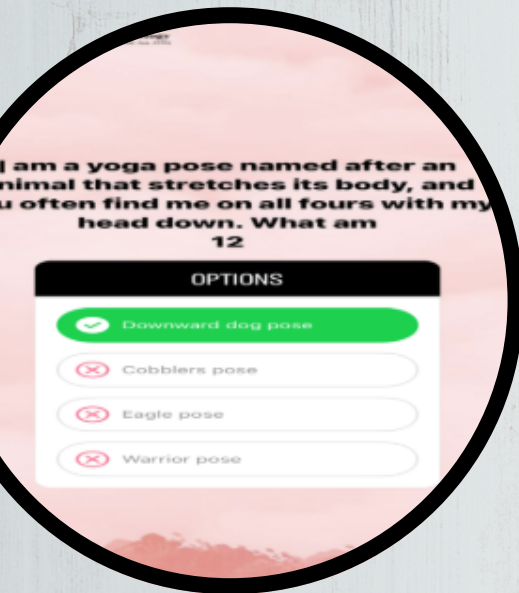 I am a yoga pose named after an
nimal that stretches its body, and
u often find me on all fours with my
head down. What am
12
OPTIONS
Downward dog pose
Cobblers pose
Eagle pose
Warrior pose